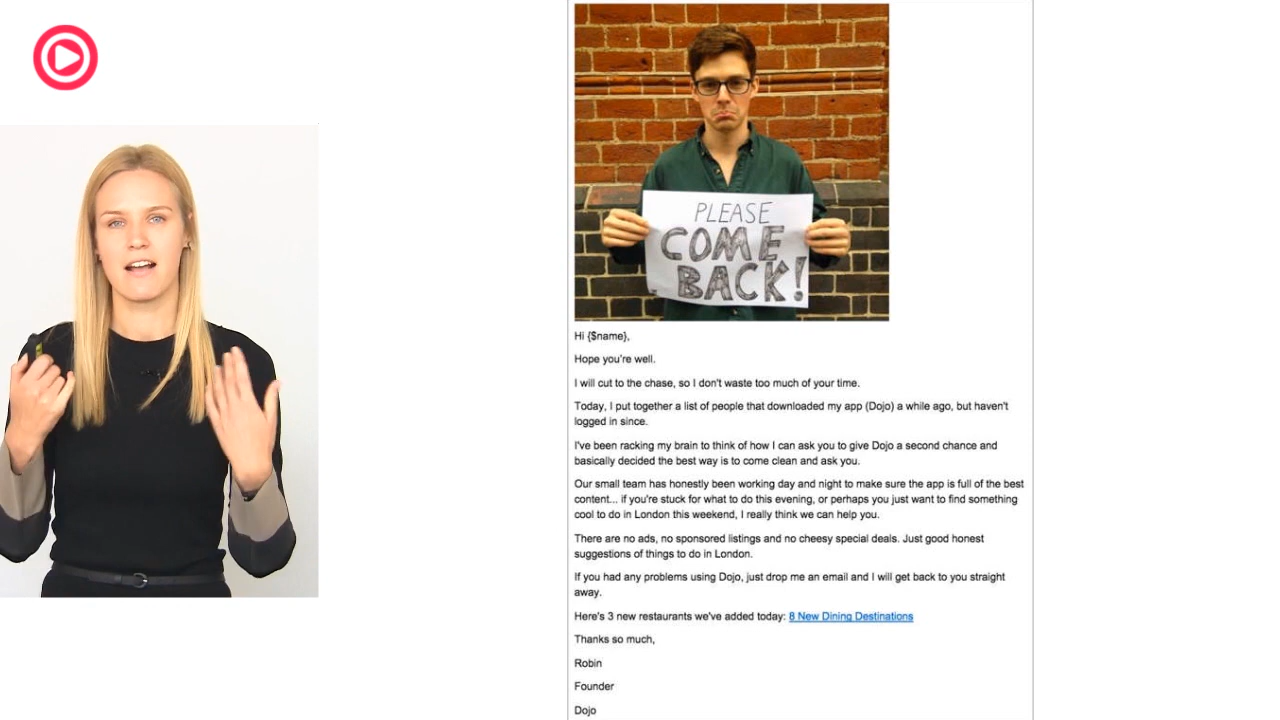 PLEASE
COME
BACK!
Hi {$name},
Hope you're well.
I will cut to the chase, so I don't waste too much of your time.
Today, I put together a list of people that downloaded my app (Dojo) a while ago, but haven't
logged in since.
I've been racking my brain to think of how I can ask you to give Dojo a second chance and
basically decided the best way is to come clean and ask you.
Our small team has honestly been working day and night to make sure the app is full of the best
content... if you're stuck for what to do this evening, or perhaps you just want to find something
cool to do in London this weekend, I really think we can help you.
There are no ads, no sponsored listings and no cheesy special deals. Just good honest
suggestions of things to do in London.
If you had any problems using Dojo, just drop me an email and I will get back to you straight
away.
Here's 3 new restaurants we've added today: 8 New Dining Destinations
Thanks so much,
Robin
Founder
Dojo